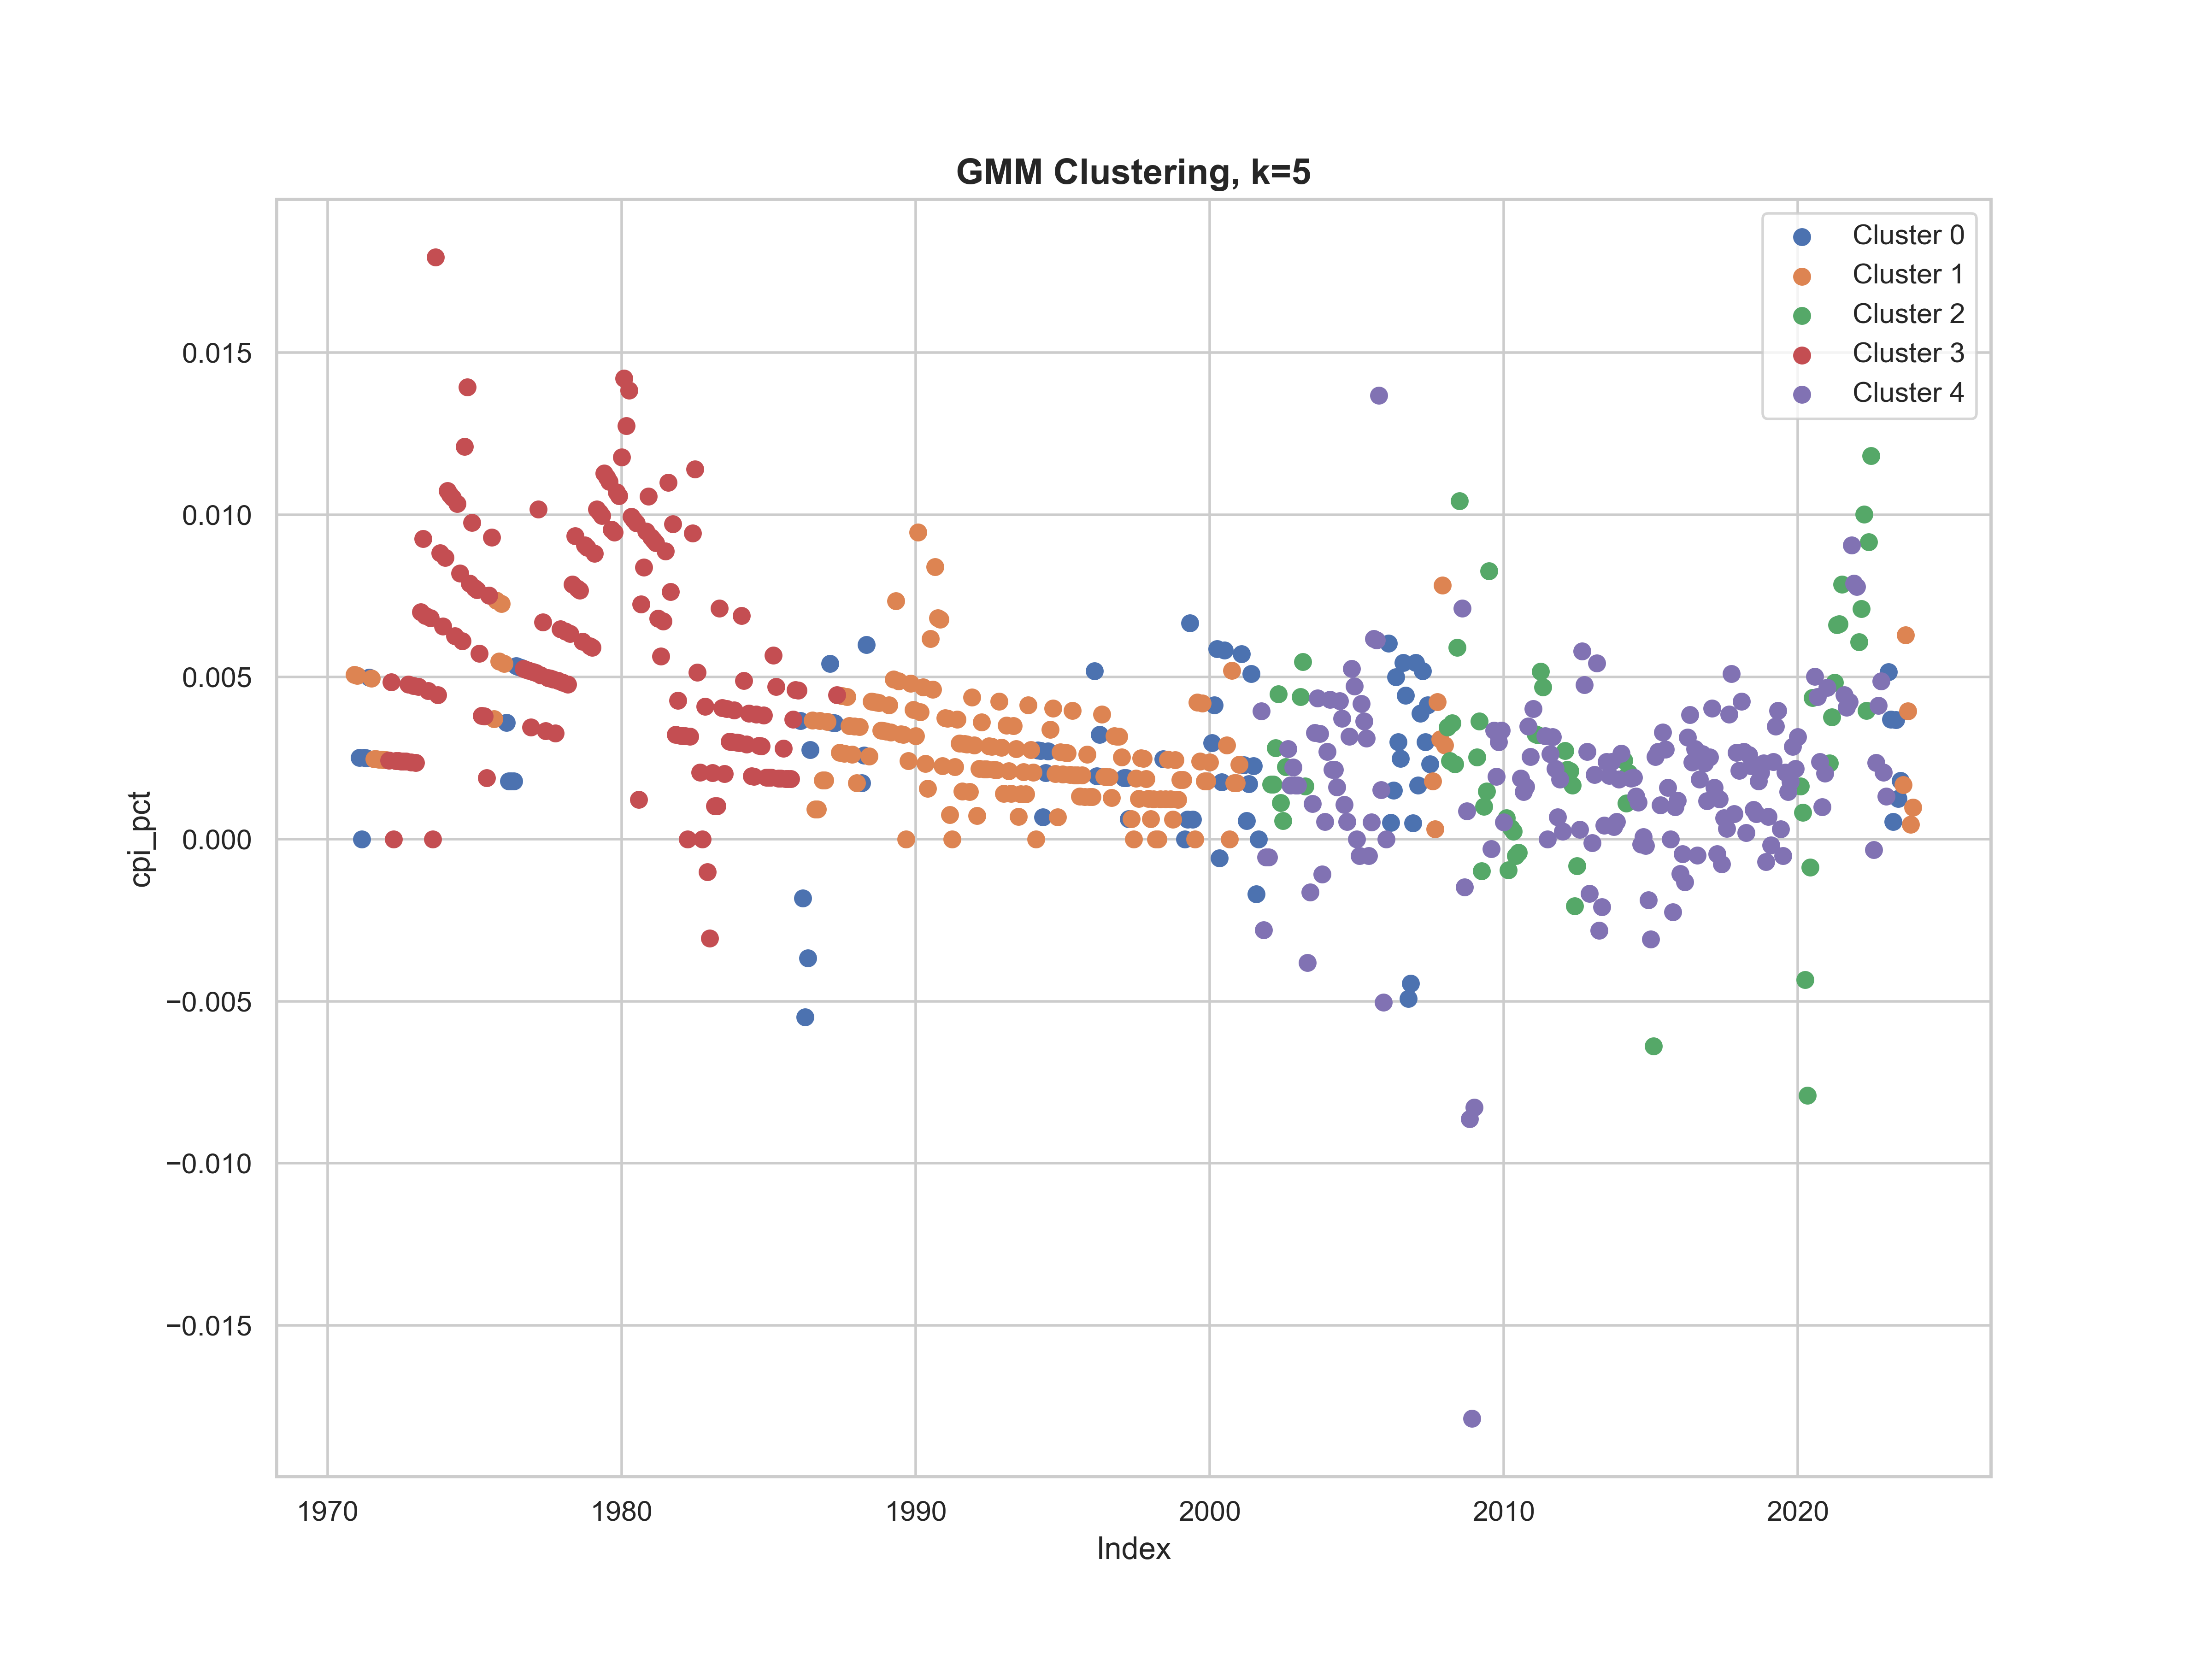 GMM Clustering, k=5
Cluster 0
Cluster 1
Cluster 2
Cluster 3
Cluster 4
cpi_pct
0.015
0.010
0.005
0.000
−0.005
−0.010
−0.015
1970 1980 1990 2000 2010 2020
Index